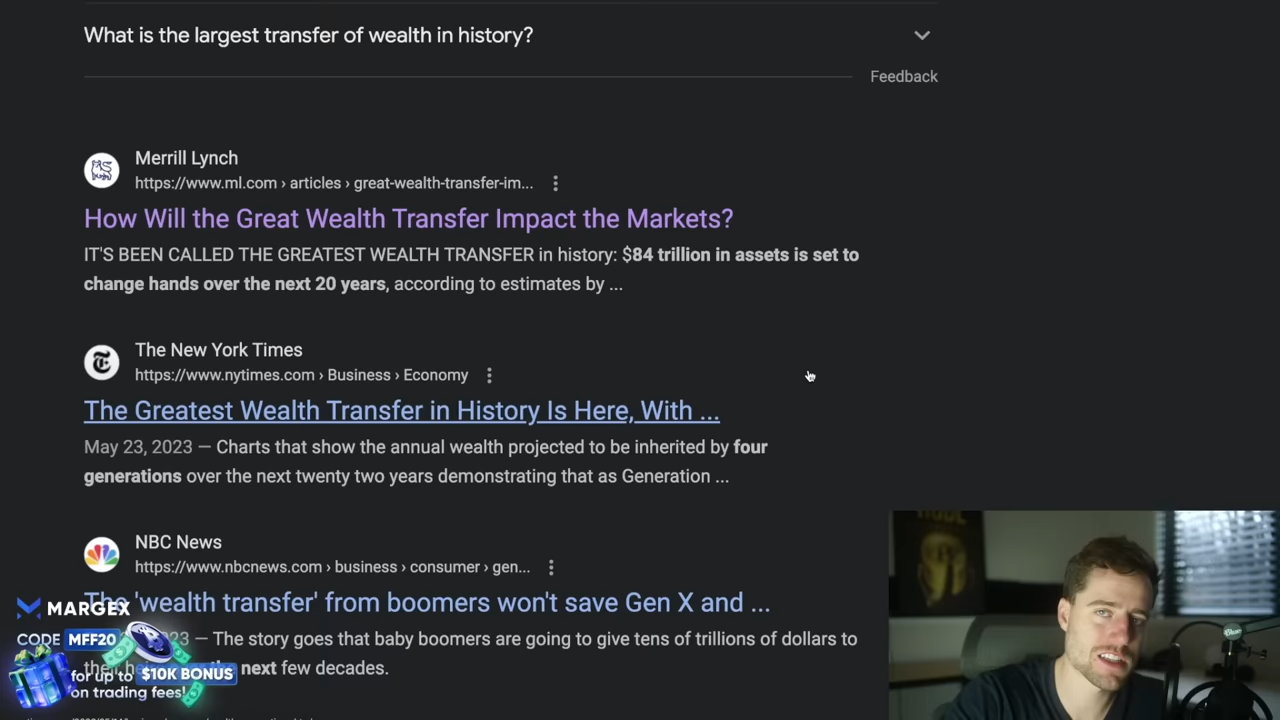 What is the largest transfer of wealth in history?
Feedback
Merrill Lynch
https://www.ml.com › articles › great-wealth-transfer-im...
How Will the Great Wealth Transfer Impact the Markets?
IT'S BEEN CALLED THE GREATEST WEALTH TRANSFER in history: $84 trillion in assets is set to
change hands over the next 20 years, according to estimates by ...
The New York Times
https://www.nytimes.com › Business › Economy
The Greatest Wealth Transfer in History Is Here, With ...
May 23, 2023 — Charts that show the annual wealth projected to be inherited by four
generations over the next twenty two years demonstrating that as Generation ...
NBC News
https://www.nbcnews.com › business › consumer › gen...
The 'wealth transfer' from boomers won't save Gen X and ...
23 — The story goes that baby boomers are going to give tens of trillions of dollars to
next few decades.
MARGEX
CODE MFF20
for up to $10K BONUS
on trading fees!